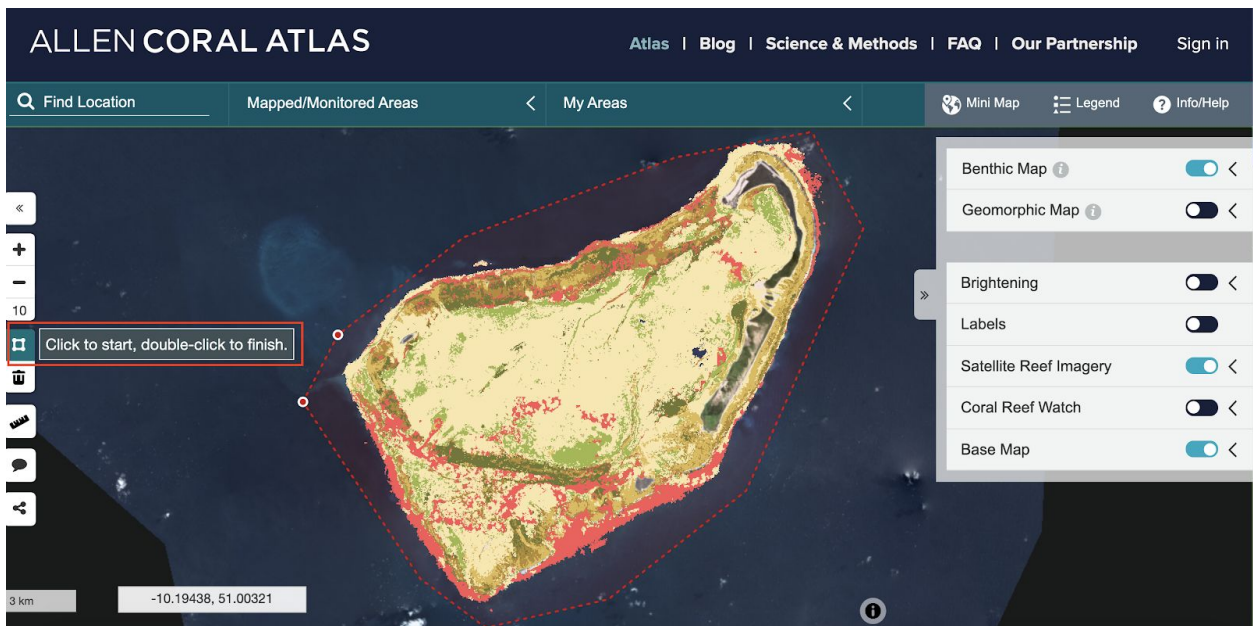 ALLEN CORAL ATLAS
Atlas | Blog | Science & Methods | FAQ | Our Partnership Sign in
Find Location Mapped/Monitored Areas My Areas Mini Map Legend Info/Help
Benthic Map
Geomorphic Map
Brightening
Labels
Satellite Reef Imagery
Coral Reef Watch
Base Map
10
Click to start, double-click to finish.
3 km
-10.19438, 51.00321